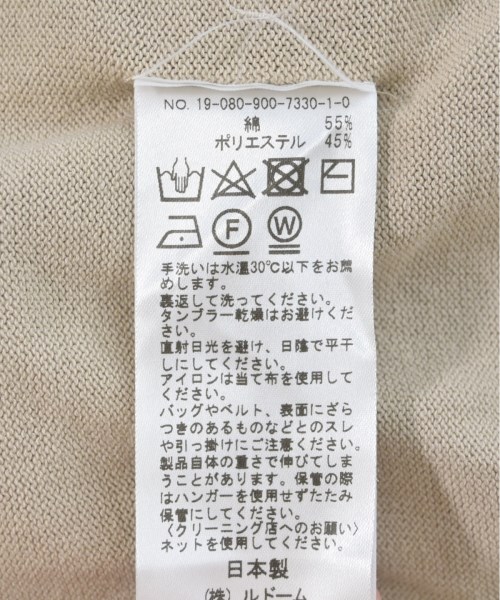 NO. 19-080-900-7330-1-0
綿 55%
ポリエステル 45%
F W
手洗いは水温30℃以下をお薦
めします。
裏返して洗ってください。
タンブラー乾燥はお避けくださ
い。
直射日光を避け、日陰で平干
しにしてください。
アイロンは当て布を使用して
ください。
バッグやベルト、表面にざら
つきのあるものなどとのスレ
や引っ掛けにご注意ください。
製品自体の重さで伸びてしま
うことがあります。保管の際
はハンガーを使用せずたたみ
保管にしてください。
〈クリーニング店へのお願い〉
ネットを使用してください。
日本製
(株) ルドーム